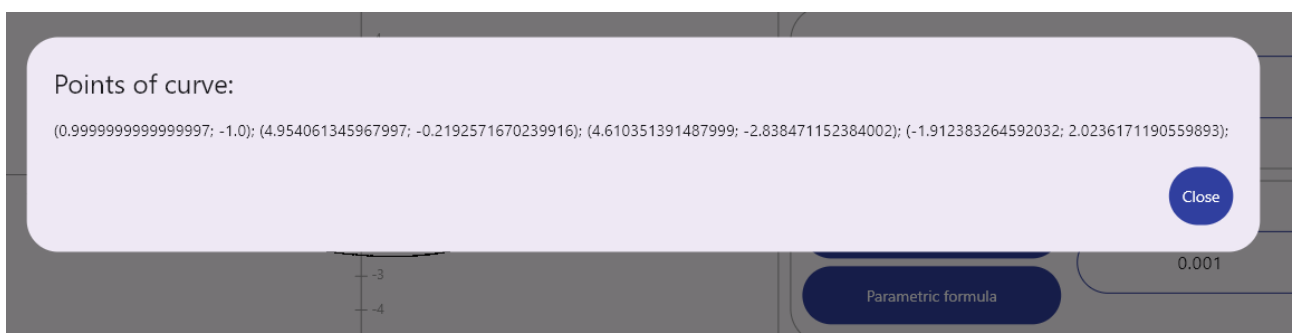 Points of curve:
(0.9999999999999997; -1.0); (4.954061345967997; -0.2192571670239916); (4.610351391487999; -2.838471152384002); (-1.912383264592032; 2.0236171190559893);
Close
-3
0.001
Parametric formula
-4